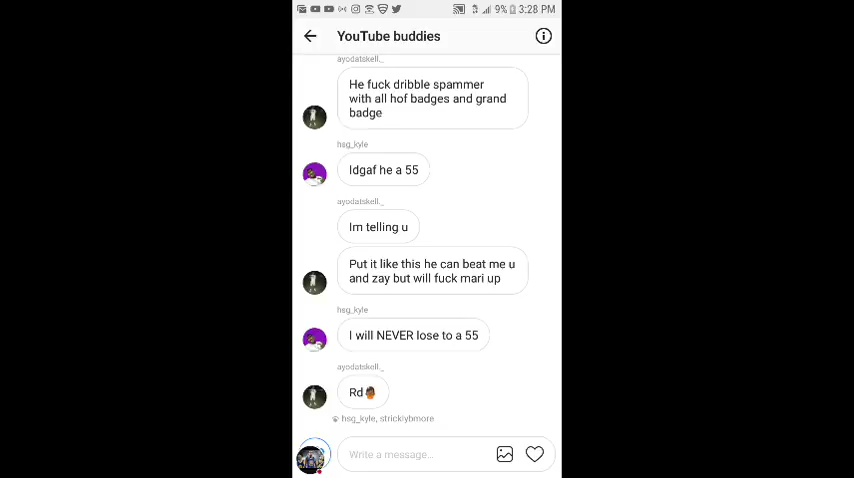 9% 3:28 PM
YouTube buddies
ayodatskell._
He fuck dribble spammer
with all hof badges and grand
badge
hsg_kyle
Idgaf he a 55
ayodatskell._
Im telling u
Put it like this he can beat me u
and zay but will fuck mari up
hsg_kyle
I will NEVER lose to a 55
ayodatskell._
Rd
hsg_kyle, stricklybmore
Write a message...